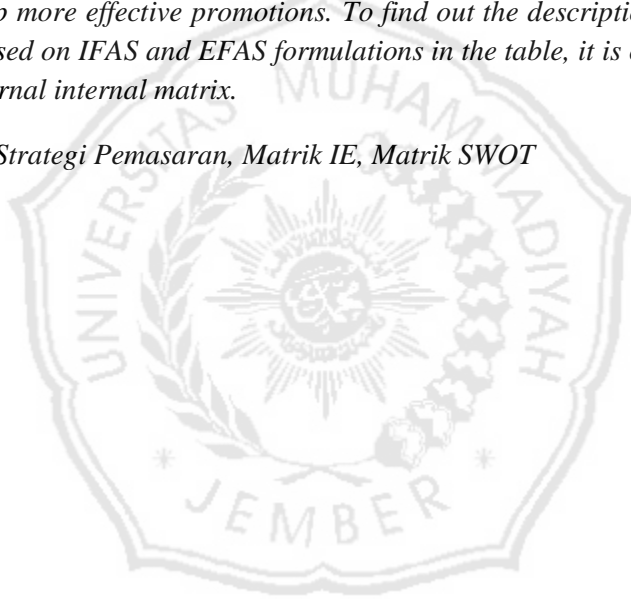 p more effective promotions. To find out the descriptio
sed on IFAS and EFAS formulations in the table, it is
ernal internal matrix.
Strategi Pemasaran, Matrik IE, Matrik SWOT
UNIVERSITAS MUHAMMADIYAH
JEMBER